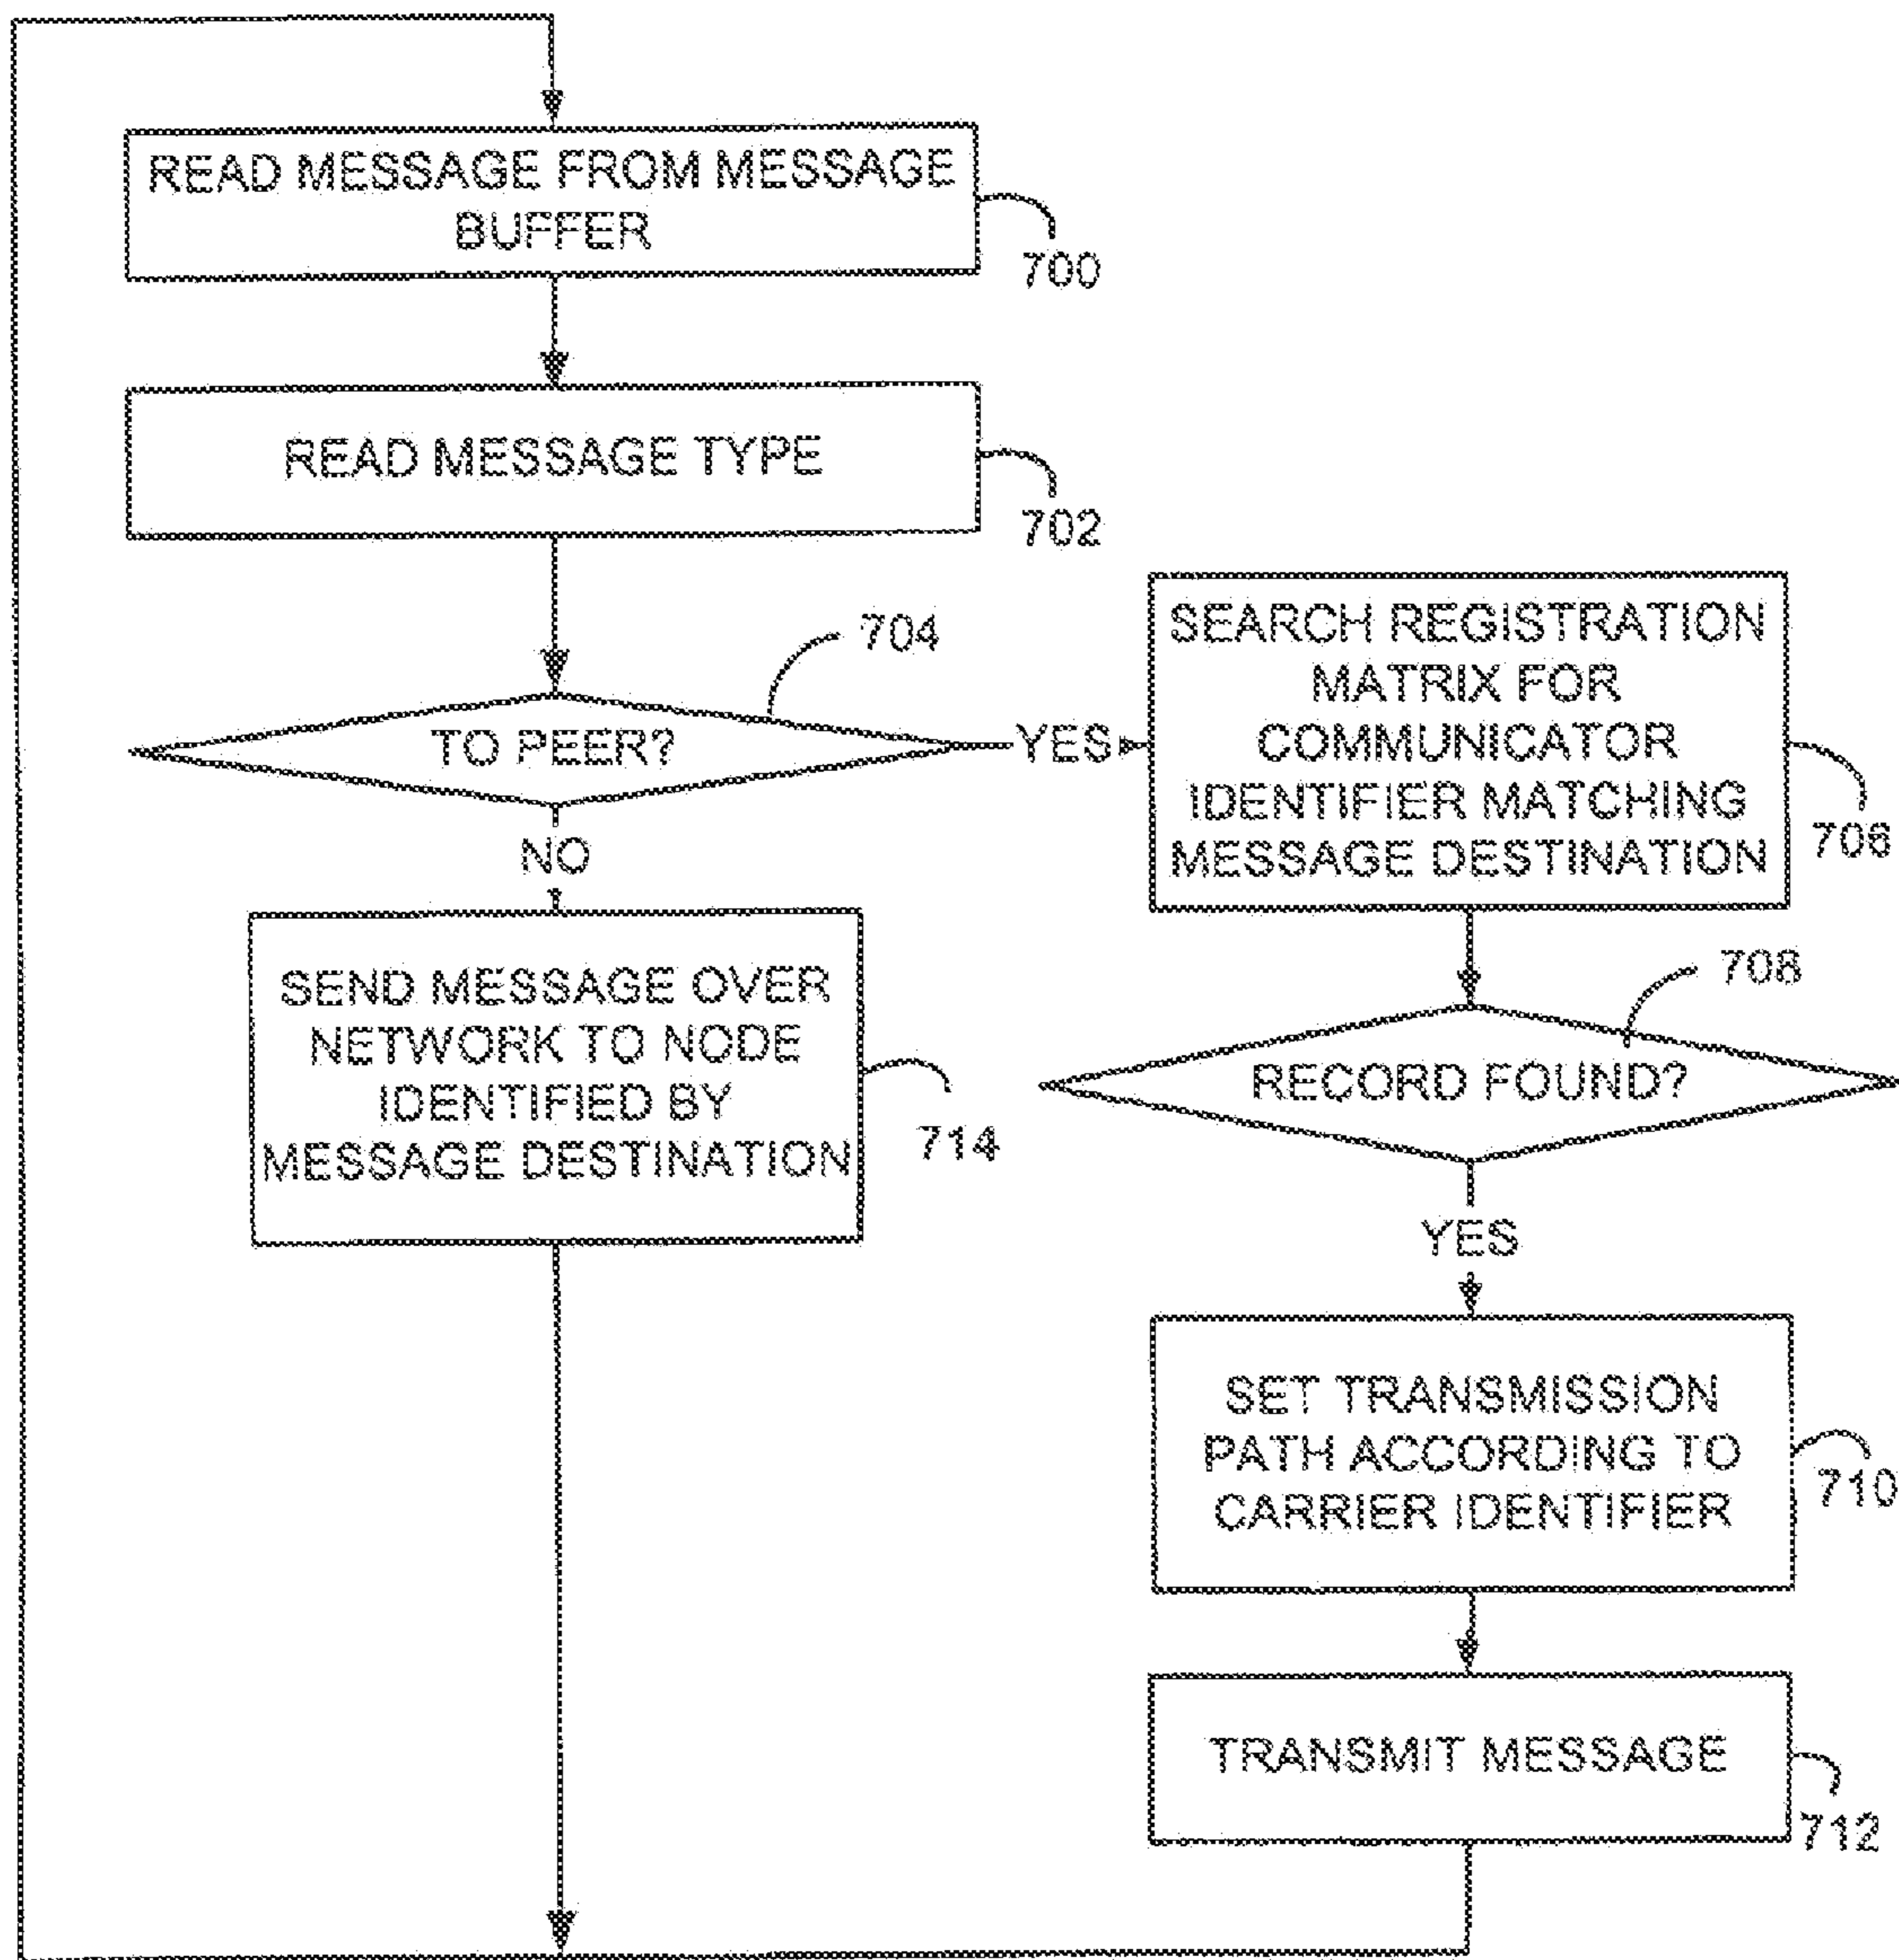 READ MESSAGE FROM MESSAGE
BUFFER
700
READ MESSAGE TYPE
702
704
TO PEER?
YES
NO
SEARCH REGISTRATION
MATRIX FOR
COMMUNICATOR
IDENTIFIER MATCHING
MESSAGE DESTINATION
706
SEND MESSAGE OVER
NETWORK TO NODE
IDENTIFIED BY
MESSAGE DESTINATION
714
708
RECORD FOUND?
YES
SET TRANSMISSION
PATH ACCORDING TO
CARRIER IDENTIFIER
710
TRANSMIT MESSAGE
712